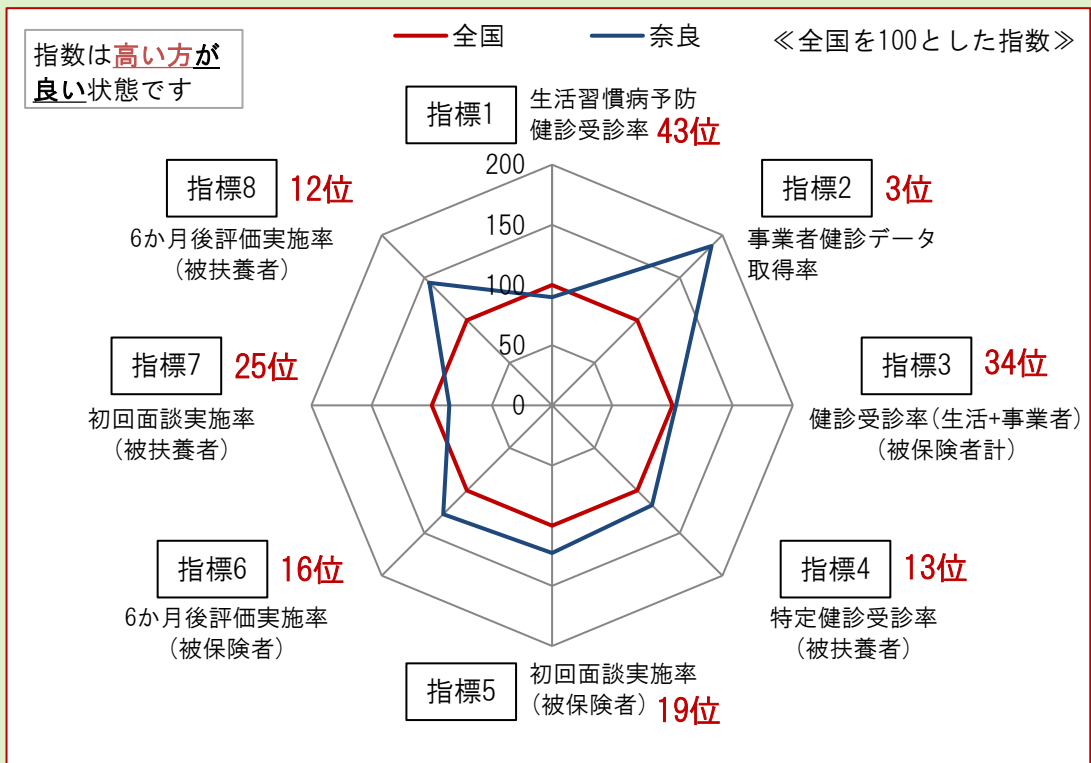 指数は高い方が
良い状態です
全国
奈良
≪全国を100とした指数≫
指標1
生活習慣病予防
健診受診率 43位
指標2
3位
事業者健診データ
取得率
指標3
34位
健診受診率(生活+事業者)
(被保険者計)
指標4
13位
特定健診受診率
(被扶養者)
指標5
初回面談実施率
(被保険者) 19位
指標6
16位
6か月後評価実施率
(被保険者)
指標7
25位
初回面談実施率
(被扶養者)
指標8
12位
6か月後評価実施率
(被扶養者)
200
150
100
50
0